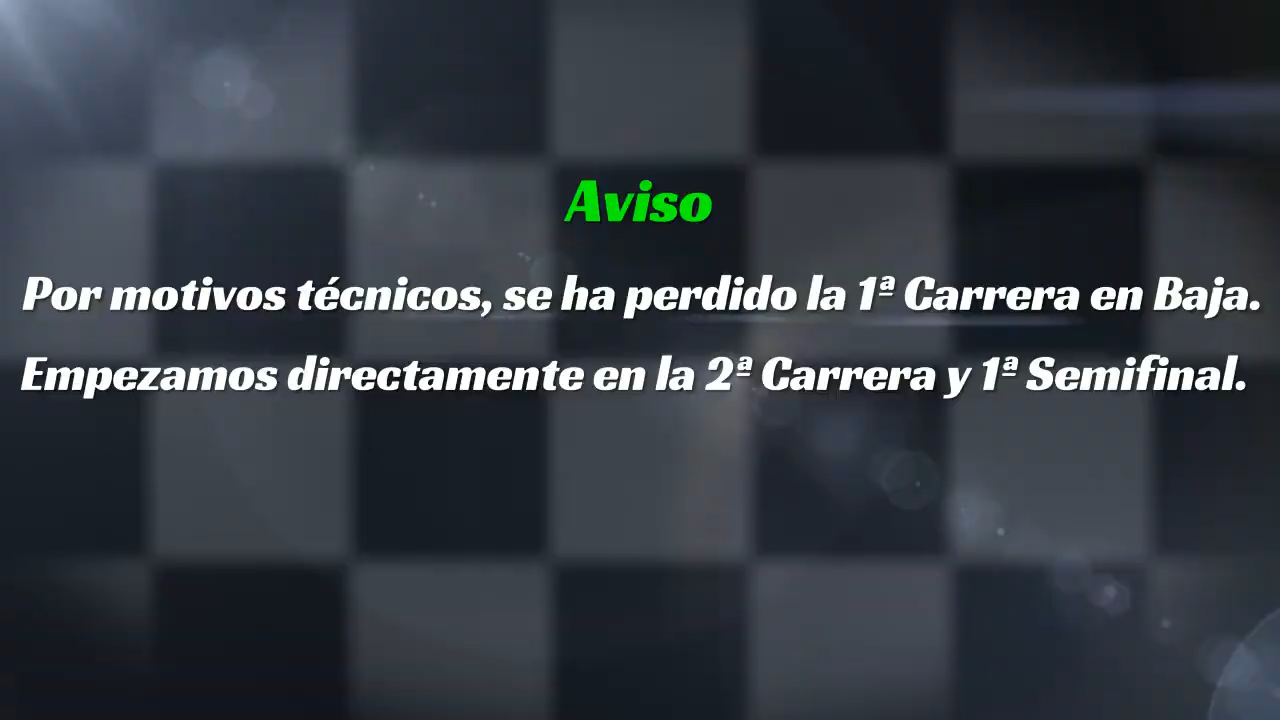 Aviso
Por motivos técnicos, se ha perdido la 1ª Carrera en Baja.
Empezamos directamente en la 2ª Carrera y 1ª Semifinal.